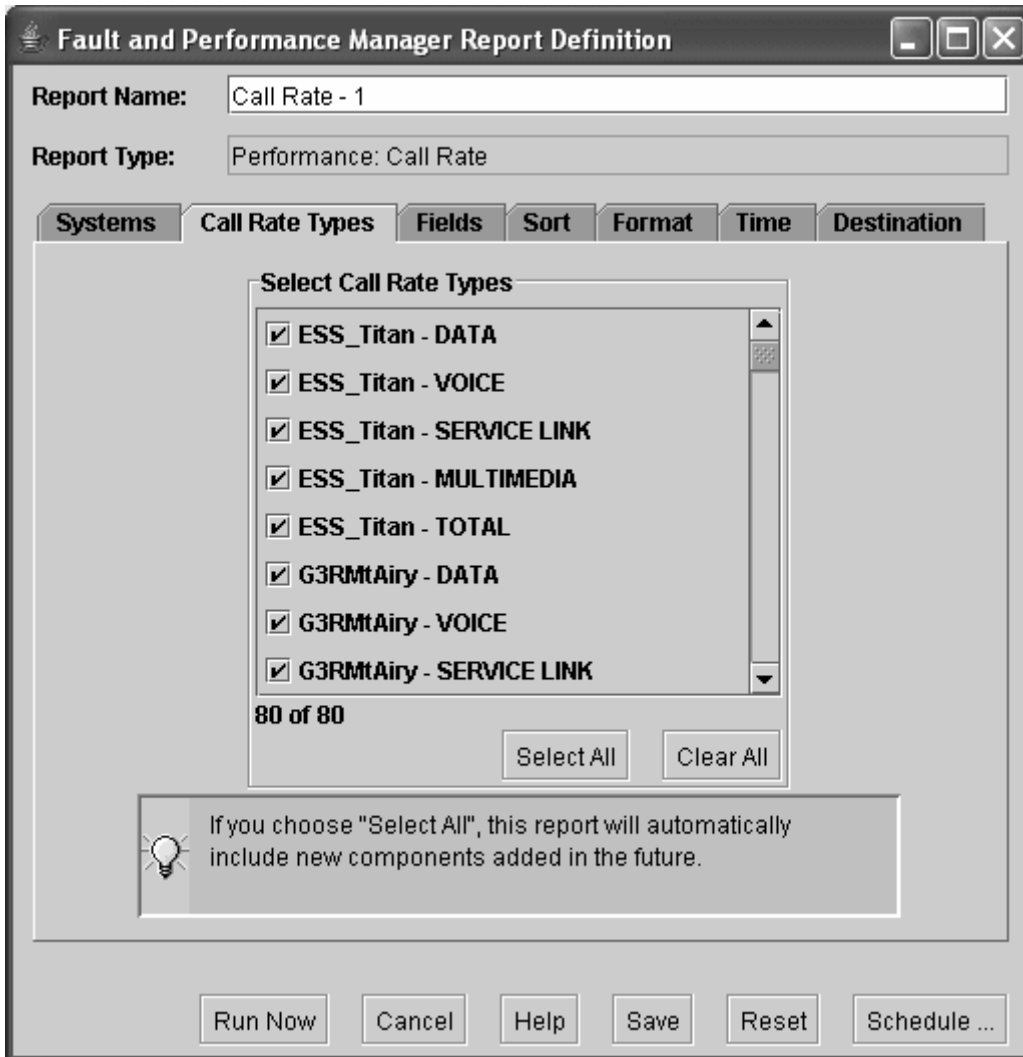 Fault and Performance Manager Report Definition
Report Name: Call Rate - 1
Report Type: Performance: Call Rate
Systems Call Rate Types Fields Sort Format Time Destination
Select Call Rate Types
ESS_Titan - DATA
ESS_Titan - VOICE
ESS_Titan - SERVICE LINK
ESS_Titan - MULTIMEDIA
ESS_Titan - TOTAL
G3RMtAiry - DATA
G3RMtAiry - VOICE
G3RMtAiry - SERVICE LINK
80 of 80
Select All Clear All
If you choose "Select All", this report will automatically
include new components added in the future.
Run Now Cancel Help Save Reset Schedule ...